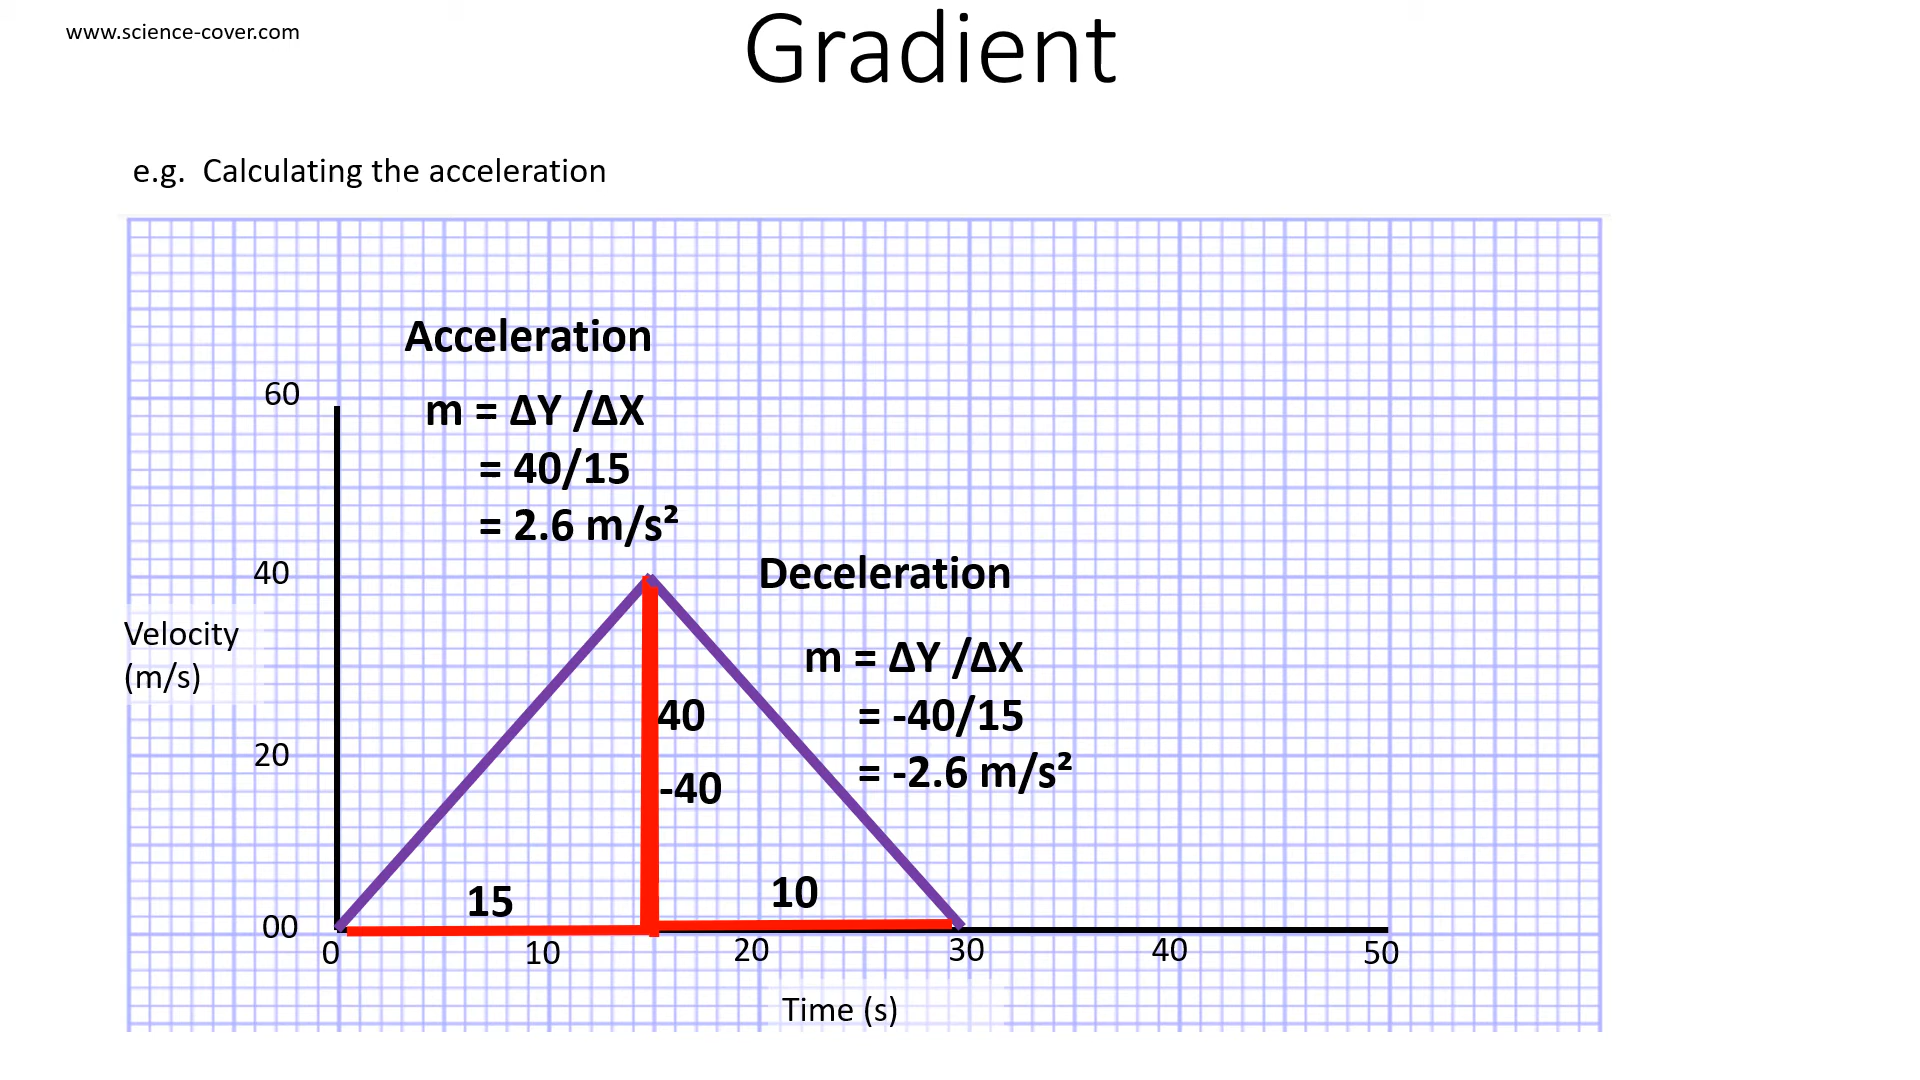 www.science-cover.com
Gradient
e.g. Calculating the acceleration
Acceleration
m = ΔY /ΔX
= 40/15
= 2.6 m/s²
Deceleration
m = ΔY /ΔX
= -40/15
= -2.6 m/s²
60
40
Velocity
(m/s)
20
00
40
-40
15
10
0 10 20 30 40 50
Time (s)